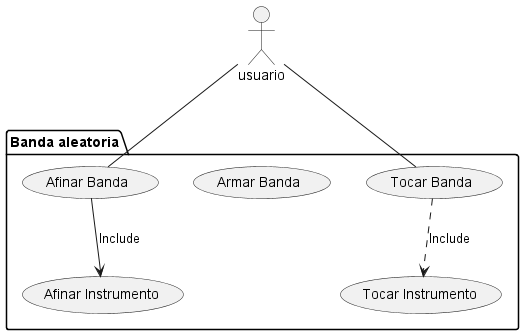 usuario
Banda aleatoria
Afinar Banda
Armar Banda
Tocar Banda
Include
Include
Afinar Instrumento
Tocar Instrumento